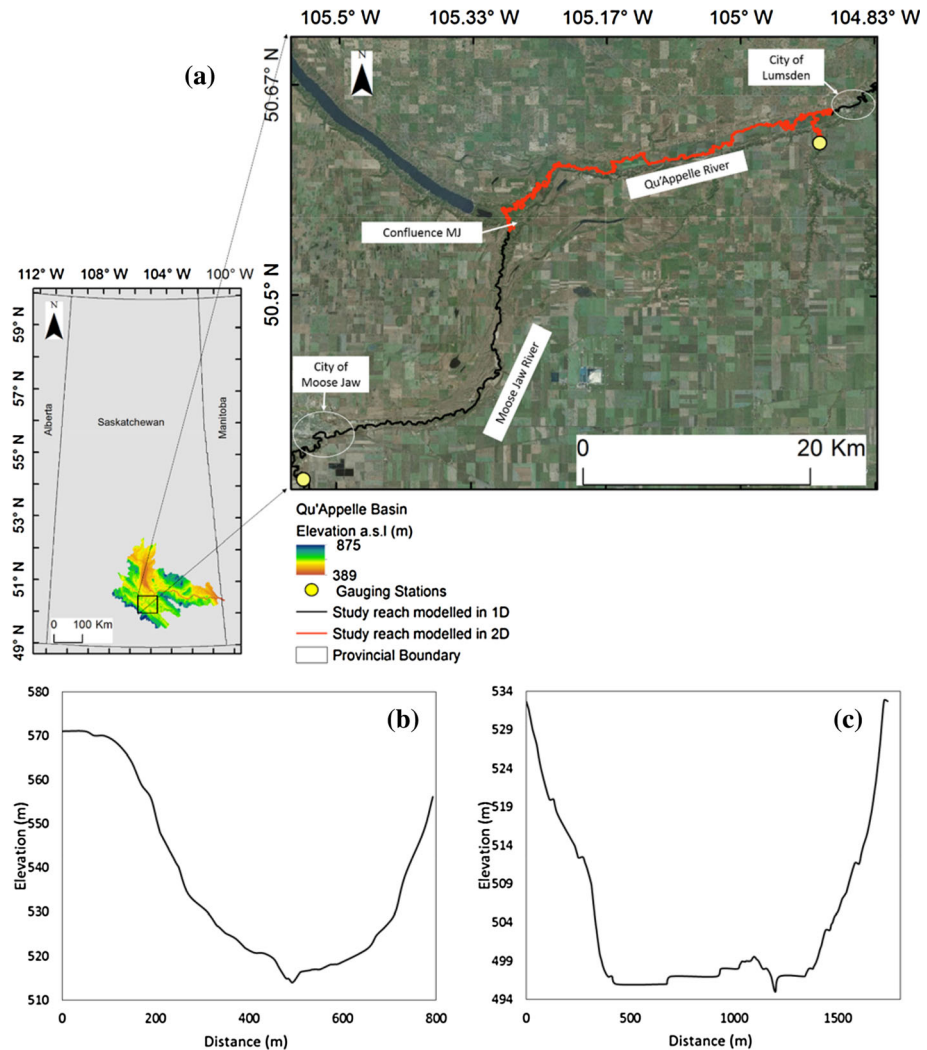 (a)
105.5° W 105.33° W 105.17° W 105° W 104.83° W
50.67° N
50.5° N
N
City of
Lumsden
Qu'Appelle River
Confluence MJ
Moose Jaw River
City of
Moose Jaw
0 20 Km
112° W 108° W 104° W 100° W
N
59° N
57° N
55° N
53° N
51° N
49° N
Alberta
Saskatchewan
Manitoba
0 100 Km
Qu'Appelle Basin
Elevation a.s.l (m)
875
389
Gauging Stations
Study reach modelled in 1D
Study reach modelled in 2D
Provincial Boundary
(b)
Elevation (m)
580
570
560
550
540
530
520
510
0 200 400 600 800
Distance (m)
(c)
Elevation (m)
534
529
524
519
514
509
504
499
494
0 500 1000 1500
Distance (m)